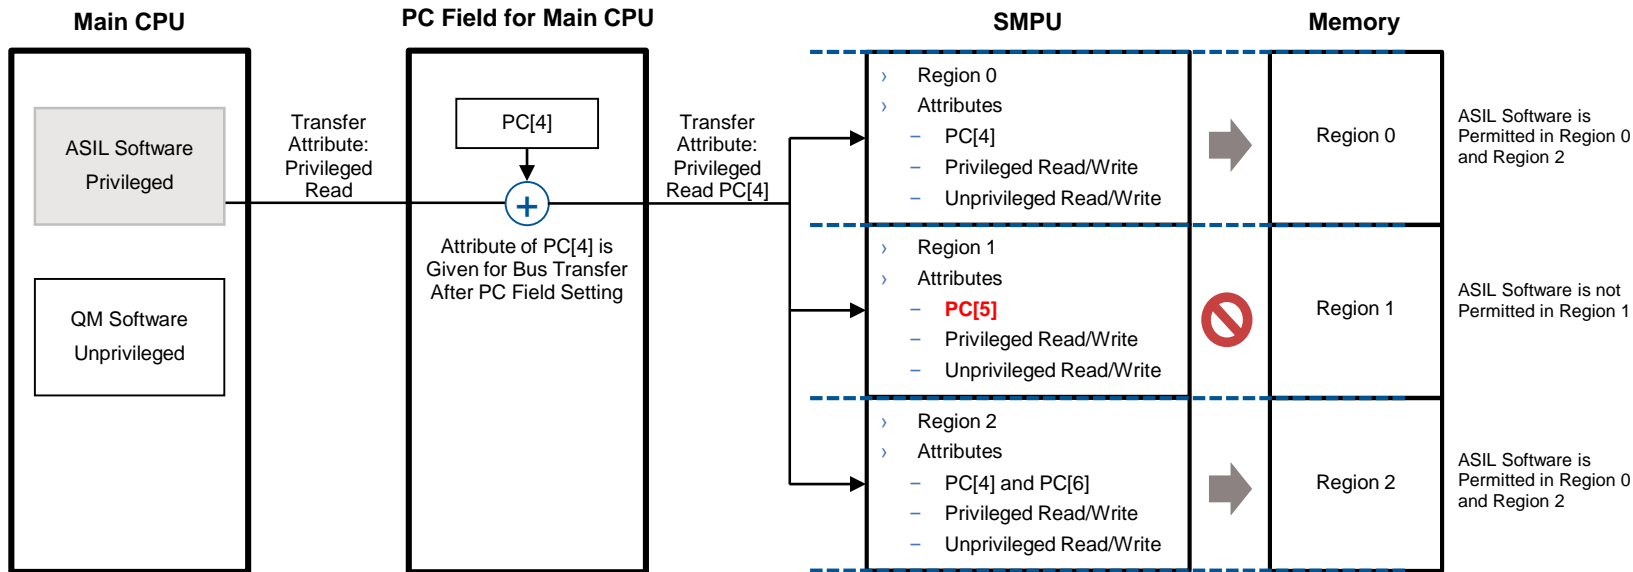 Main CPU
PC Field for Main CPU
SMPU
Memory
ASIL Software
Privileged
QM Software
Unprivileged
Transfer
Attribute:
Privileged
Read
PC[4]
+
Attribute of PC[4] is
Given for Bus Transfer
After PC Field Setting
Transfer
Attribute:
Privileged
Read PC[4]
› Region 0
› Attributes
– PC[4]
– Privileged Read/Write
– Unprivileged Read/Write
Region 0
ASIL Software is
Permitted in Region 0
and Region 2
› Region 1
› Attributes
– PC[5]
– Privileged Read/Write
– Unprivileged Read/Write
Region 1
ASIL Software is not
Permitted in Region 1
› Region 2
› Attributes
– PC[4] and PC[6]
– Privileged Read/Write
– Unprivileged Read/Write
Region 2
ASIL Software is
Permitted in Region 0
and Region 2